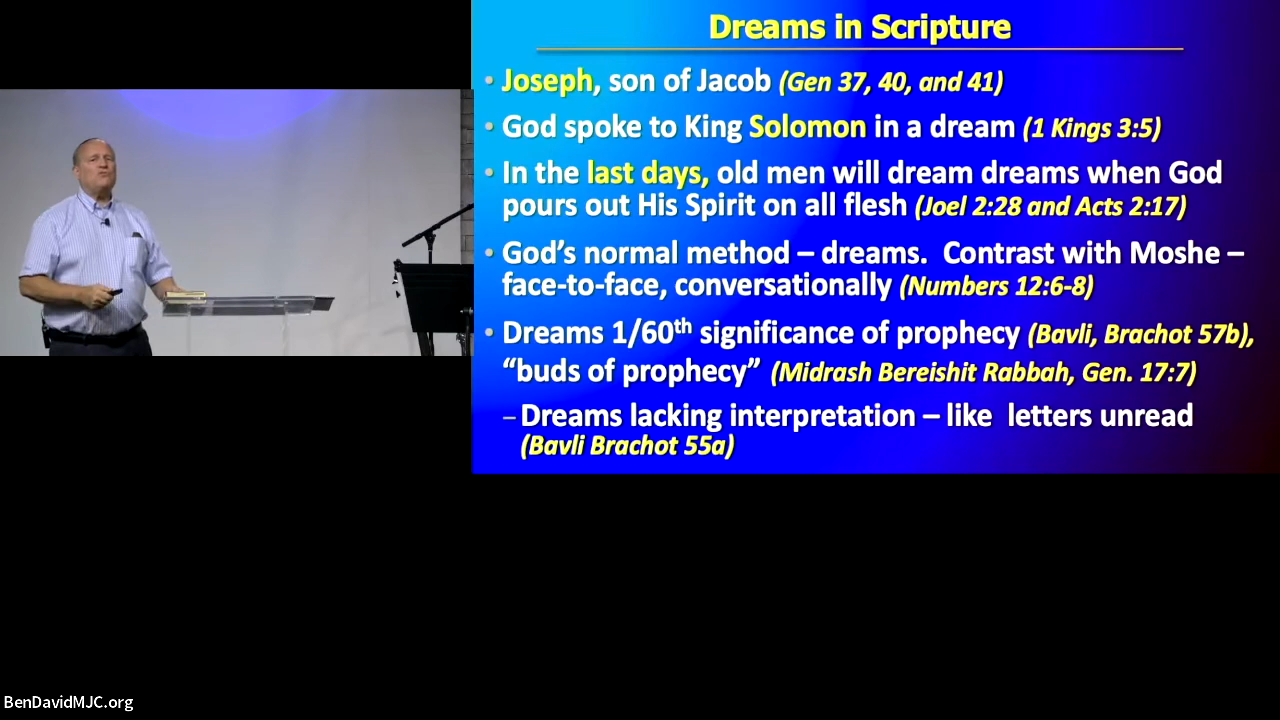 Dreams in Scripture
• Joseph, son of Jacob (Gen 37, 40, and 41)
• God spoke to King Solomon in a dream (1 Kings 3:5)
• In the last days, old men will dream dreams when God
pours out His Spirit on all flesh (Joel 2:28 and Acts 2:17)
• God’s normal method – dreams.  Contrast with Moshe –
face-to-face, conversationally (Numbers 12:6-8)
• Dreams 1/60th significance of prophecy (Bavli, Brachot 57b),
“buds of prophecy” (Midrash Bereishit Rabbah, Gen. 17:7)
– Dreams lacking interpretation – like  letters unread
(Bavli Brachot 55a)
BenDavidMJC.org